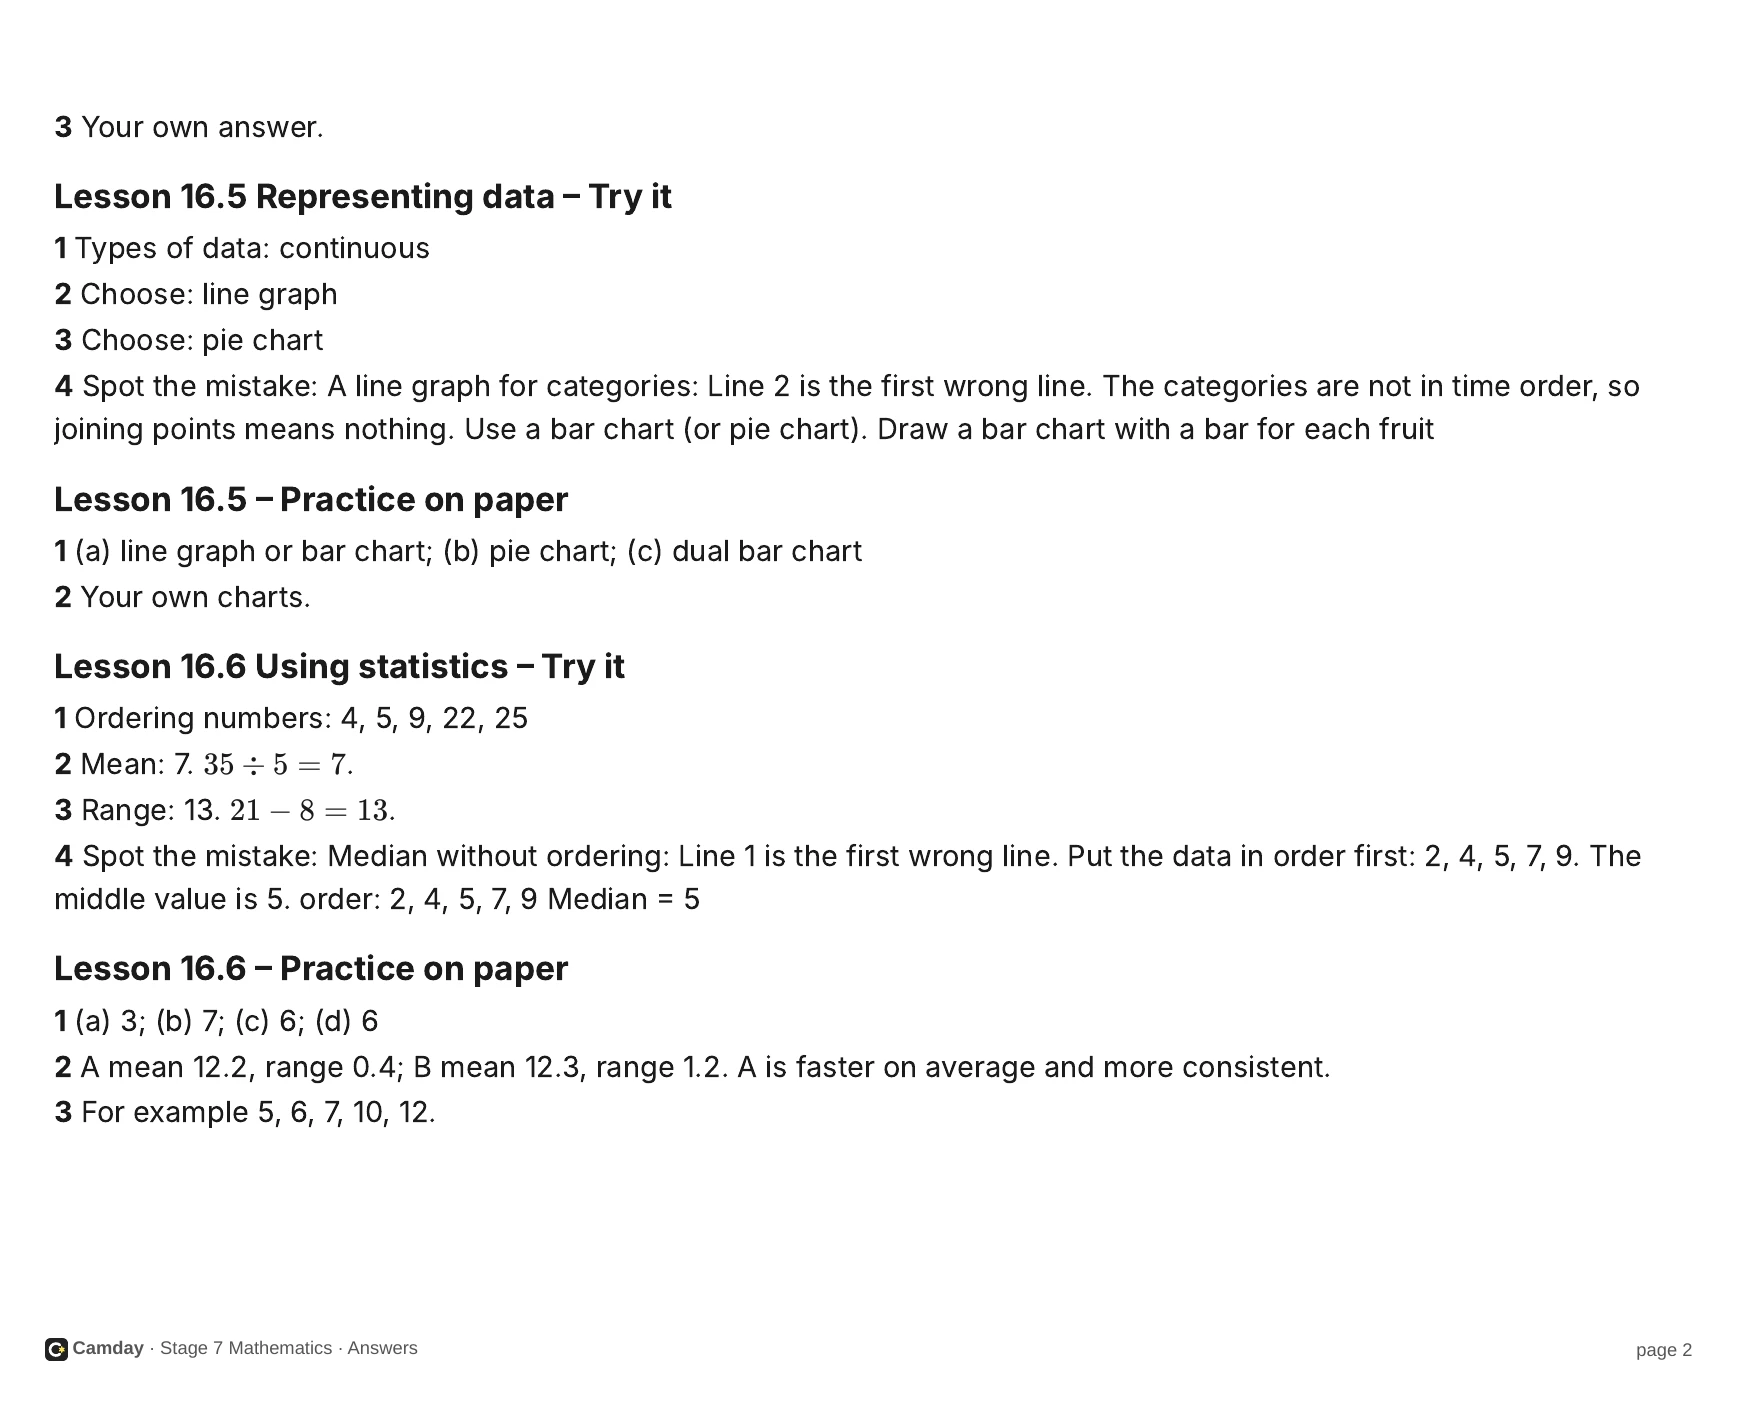 3 Your own answer.
Lesson 16.5 Representing data – Try it
1 Types of data: continuous
2 Choose: line graph
3 Choose: pie chart
4 Spot the mistake: A line graph for categories: Line 2 is the first wrong line. The categories are not in time order, so
joining points means nothing. Use a bar chart (or pie chart). Draw a bar chart with a bar for each fruit
Lesson 16.5 – Practice on paper
1 (a) line graph or bar chart; (b) pie chart; (c) dual bar chart
2 Your own charts.
Lesson 16.6 Using statistics – Try it
1 Ordering numbers: 4, 5, 9, 22, 25
2 Mean: 7. 35 ÷ 5 = 7.
3 Range: 13. 21 − 8 = 13.
4 Spot the mistake: Median without ordering: Line 1 is the first wrong line. Put the data in order first: 2, 4, 5, 7, 9. The
middle value is 5. order: 2, 4, 5, 7, 9 Median = 5
Lesson 16.6 – Practice on paper
1 (a) 3; (b) 7; (c) 6; (d) 6
2 A mean 12.2, range 0.4; B mean 12.3, range 1.2. A is faster on average and more consistent.
3 For example 5, 6, 7, 10, 12.
Camday · Stage 7 Mathematics · Answers
page 2